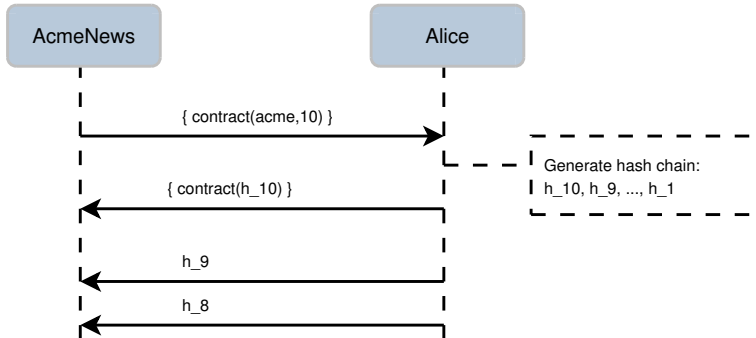 AcmeNews
Alice
{ contract(acme,10) }
Generate hash chain:
h_10, h_9, ..., h_1
{ contract(h_10) }
h_9
h_8